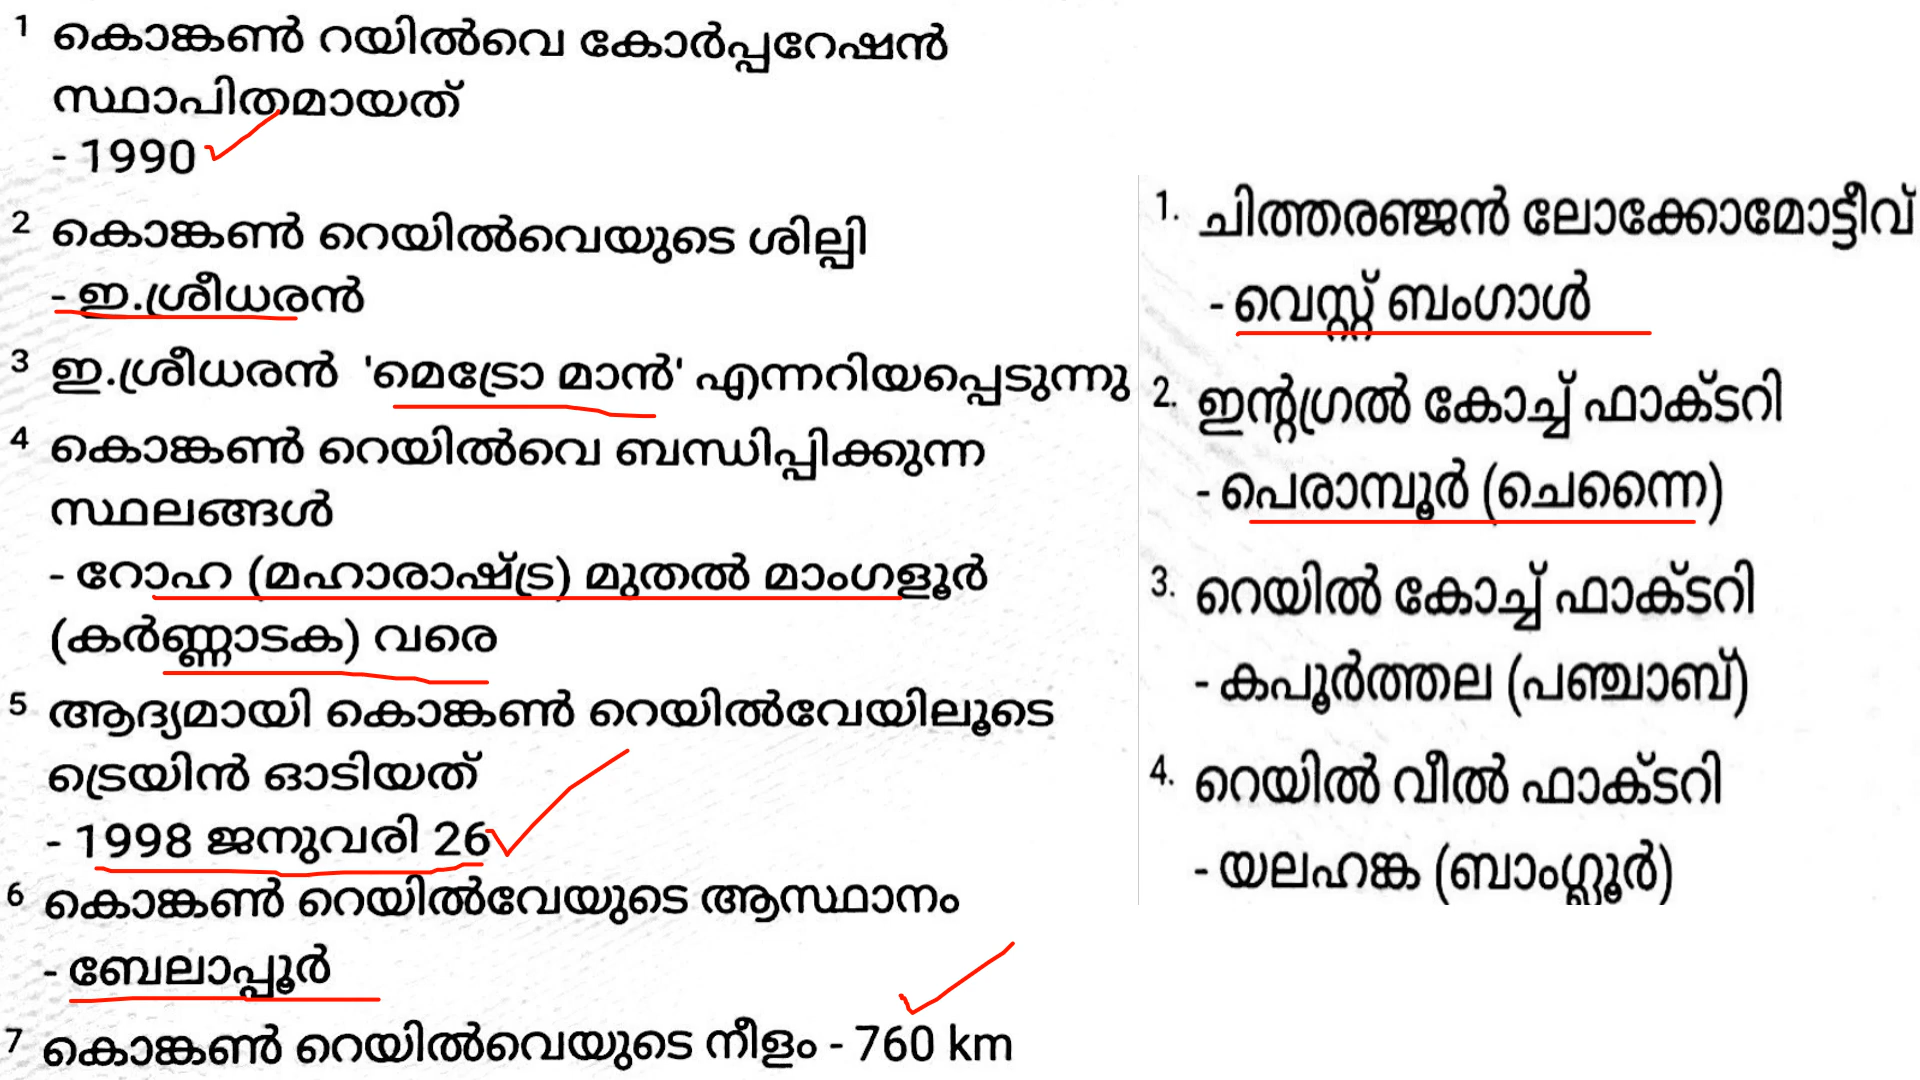 1 കൊങ്കൺ റയിൽവെ കോർപ്പറേഷൻ
സ്ഥാപിതമായത്
- 1990
2 കൊങ്കൺ റെയിൽവെയുടെ ശില്പി
- ഇ.ശ്രീധരൻ
3 ഇ.ശ്രീധരൻ 'മെട്രോ മാൻ' എന്നറിയപ്പെടുന്നു
4 കൊങ്കൺ റെയിൽവെ ബന്ധിപ്പിക്കുന്ന
സ്ഥലങ്ങൾ
- റോഹ (മഹാരാഷ്ട്ര) മുതൽ മാംഗളൂർ
(കർണ്ണാടക) വരെ
5 ആദ്യമായി കൊങ്കൺ റെയിൽവേയിലൂടെ
ട്രെയിൻ ഓടിയത്
- 1998 ജനുവരി 26
6 കൊങ്കൺ റെയിൽവേയുടെ ആസ്ഥാനം
- ബേലാപ്പൂർ
7 കൊങ്കൺ റെയിൽവെയുടെ നീളം - 760 km
1. ചിത്തരഞ്ജൻ ലോക്കോമോട്ടീവ്
- വെസ്റ്റ് ബംഗാൾ
2. ഇന്റഗ്രൽ കോച്ച് ഫാക്ടറി
- പെരാമ്പൂർ (ചെന്നൈ)
3. റെയിൽ കോച്ച് ഫാക്ടറി
- കപൂർത്തല (പഞ്ചാബ്)
4. റെയിൽ വീൽ ഫാക്ടറി
- യലഹങ്ക (ബാംഗ്ലൂർ)